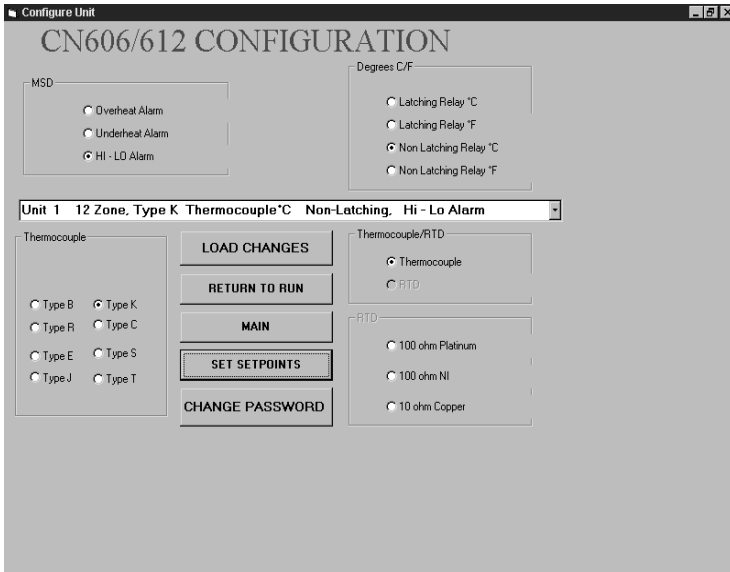 Configure Unit
CN606/612 CONFIGURATION
MSD
Overheat Alarm
Underheat Alarm
HI - LO Alarm
Degrees C/F
Latching Relay °C
Latching Relay °F
Non Latching Relay °C
Non Latching Relay °F
Unit 1 12 Zone, Type K Thermocouple°C Non-Latching, Hi - Lo Alarm
Thermocouple
Type B
Type K
Type R
Type C
Type E
Type S
Type J
Type T
LOAD CHANGES
RETURN TO RUN
MAIN
SET SETPOINTS
CHANGE PASSWORD
Thermocouple/RTD
Thermocouple
RTD
RTD
100 ohm Platinum
100 ohm NI
10 ohm Copper